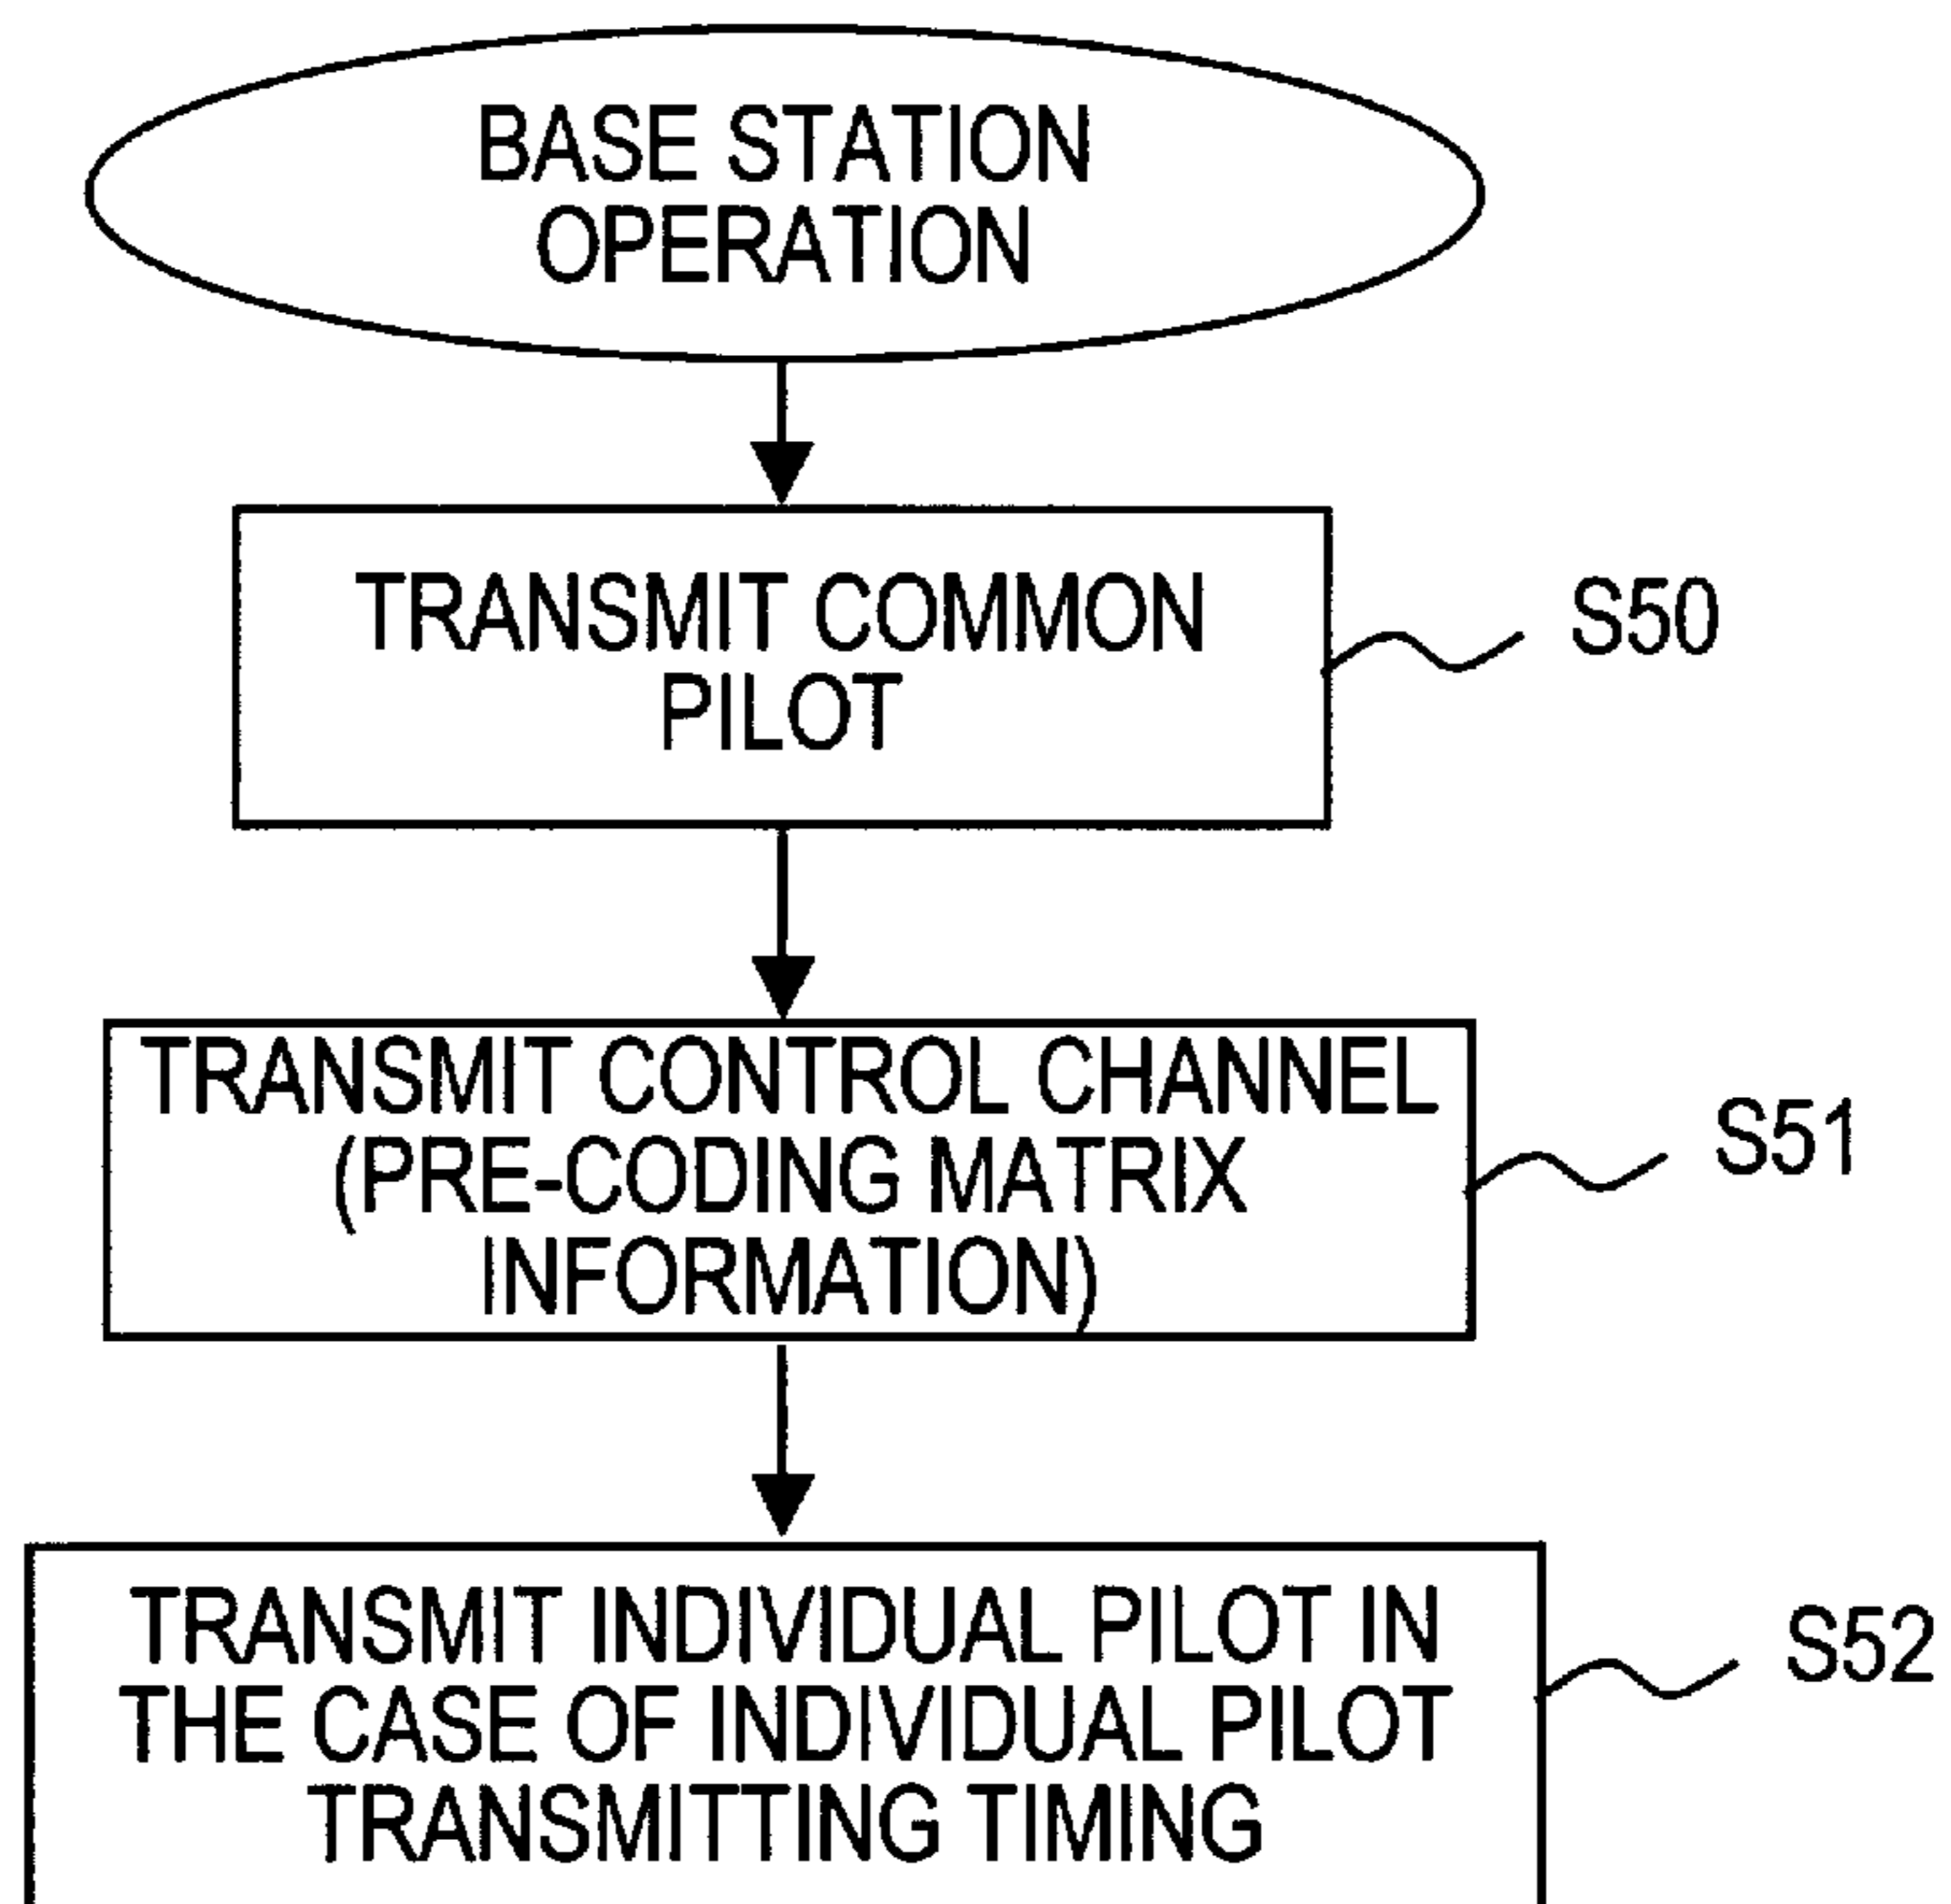 BASE STATION
OPERATION
TRANSMIT COMMON
PILOT
S50
TRANSMIT CONTROL CHANNEL
(PRE-CODING MATRIX
INFORMATION)
S51
TRANSMIT INDIVIDUAL PILOT IN
THE CASE OF INDIVIDUAL PILOT
TRANSMITTING TIMING
S52